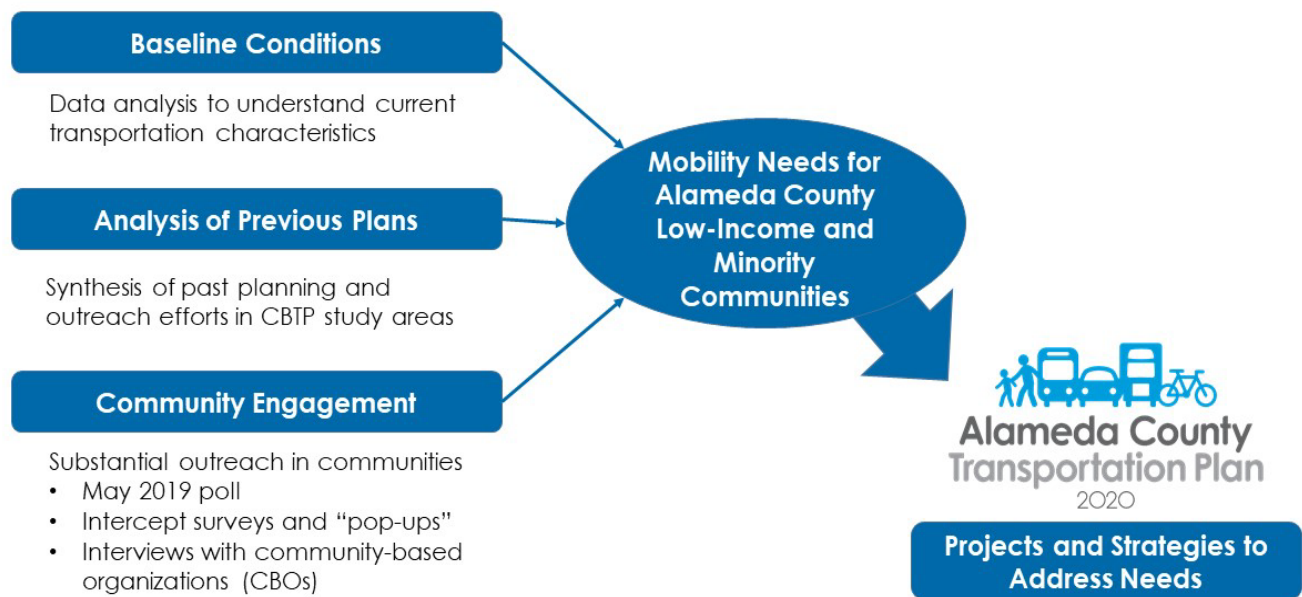 Baseline Conditions
Data analysis to understand current
transportation characteristics
Analysis of Previous Plans
Synthesis of past planning and
outreach efforts in CBTP study areas
Community Engagement
Substantial outreach in communities
• May 2019 poll
• Intercept surveys and “pop-ups”
• Interviews with community-based
organizations (CBOs)
Mobility Needs for
Alameda County
Low-Income and
Minority
Communities
Alameda County
Transportation Plan
2020
Projects and Strategies to
Address Needs